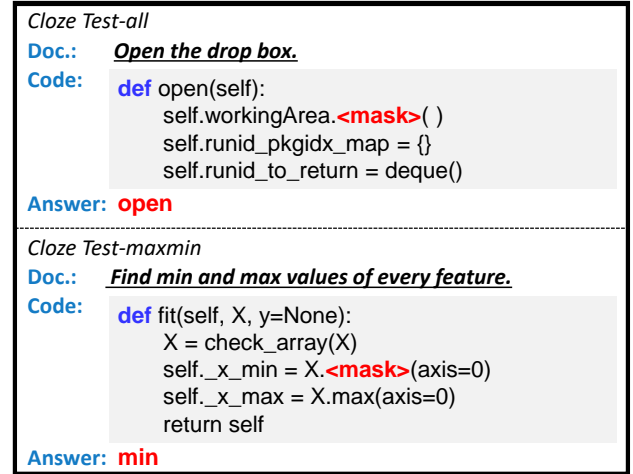 Cloze Test-all
Doc.: Open the drop box.
Code: def open(self):
self.workingArea.<mask>( )
self.runid_pkgidx_map = {}
self.runid_to_return = deque()
Answer: open
Cloze Test-maxmin
Doc.: Find min and max values of every feature.
Code: def fit(self, X, y=None):
X = check_array(X)
self._x_min = X.<mask>(axis=0)
self._x_max = X.max(axis=0)
return self
Answer: min